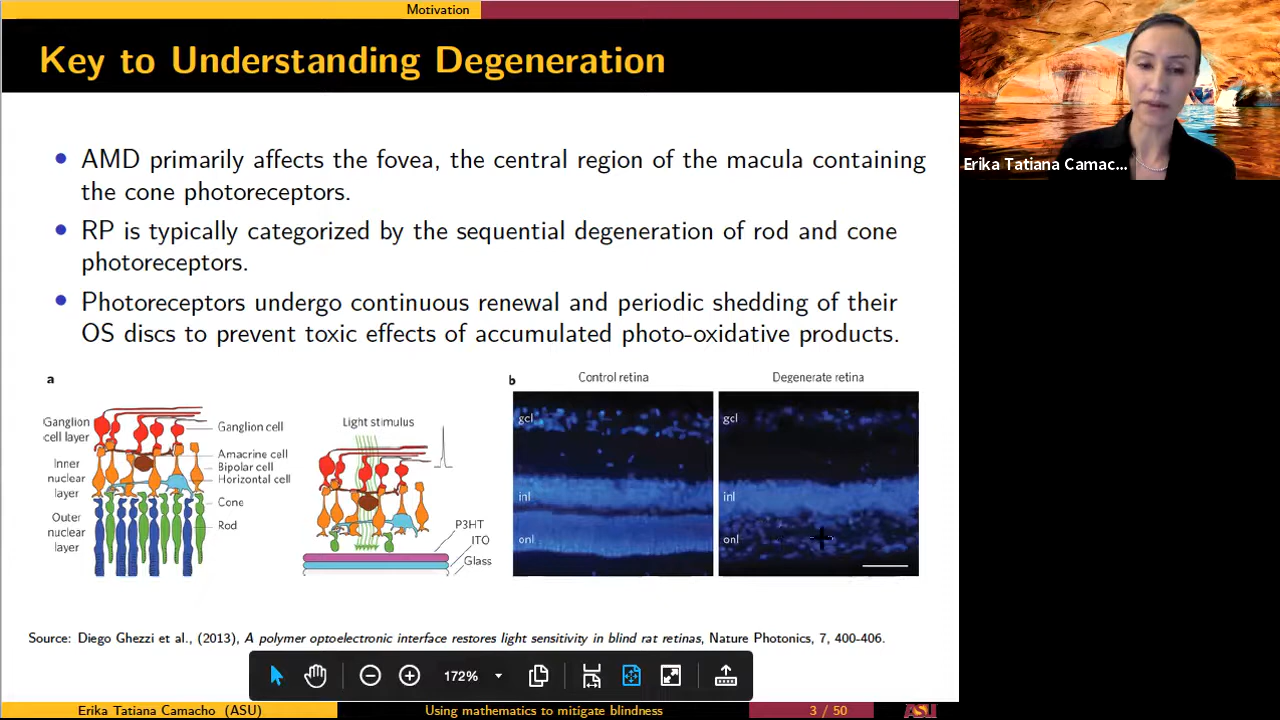 Motivation
Key to Understanding Degeneration
Erika Tatiana Camac...
AMD primarily affects the fovea, the central region of the macula containing
the cone photoreceptors.
RP is typically categorized by the sequential degeneration of rod and cone
photoreceptors.
Photoreceptors undergo continuous renewal and periodic shedding of their
OS discs to prevent toxic effects of accumulated photo-oxidative products.
a
Ganglion
cell layer
Inner
nuclear
layer
Outer
nuclear
layer
Ganglion cell
Amacrine cell
Bipolar cell
Horizontal cell
Cone
Rod
Light stimulus
P3HT
ITO
Glass
b
Control retina
Degenerate retina
gcl
inl
onl
gcl
inl
onl
Source: Diego Ghezzi et al., (2013), A polymer optoelectronic interface restores light sensitivity in blind rat retinas, Nature Photonics, 7, 400-406.
172%
Erika Tatiana Camacho (ASU)
Using mathematics to mitigate blindness
3 / 50
ASU